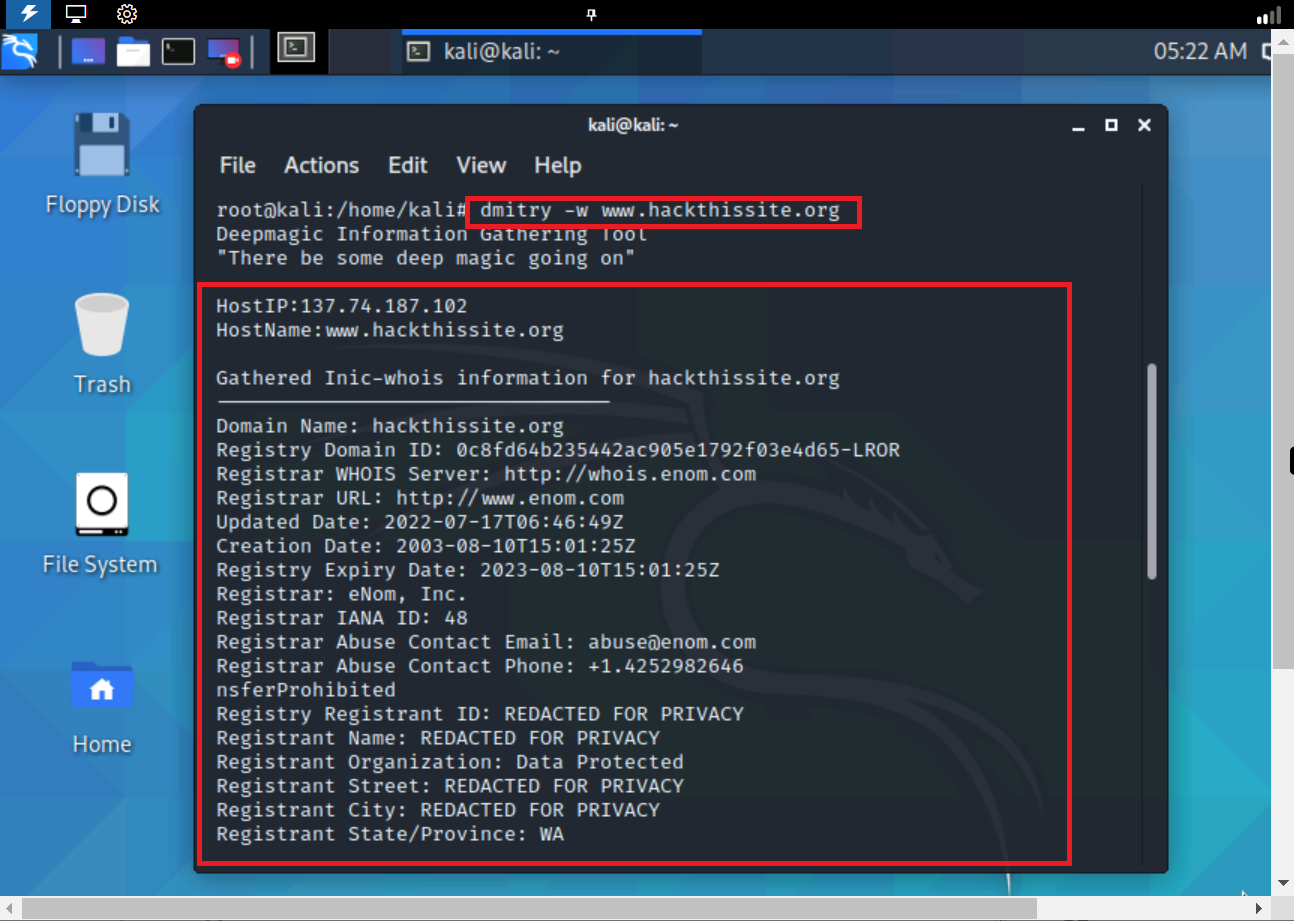 kali@kali: ~
05:22 AM
Floppy Disk
Trash
File System
Home
kali@kali: ~
File Actions Edit View Help
root@kali:/home/kali# dmitry -w www.hackthissite.org
Deepmagic Information Gathering Tool
"There be some deep magic going on"
HostIP:137.74.187.102
HostName:www.hackthissite.org
Gathered Inic-whois information for hackthissite.org
Domain Name: hackthissite.org
Registry Domain ID: 0c8fd64b235442ac905e1792f03e4d65-LROR
Registrar WHOIS Server: http://whois.enom.com
Registrar URL: http://www.enom.com
Updated Date: 2022-07-17T06:46:49Z
Creation Date: 2003-08-10T15:01:25Z
Registry Expiry Date: 2023-08-10T15:01:25Z
Registrar: eNom, Inc.
Registrar IANA ID: 48
Registrar Abuse Contact Email: abuse@enom.com
Registrar Abuse Contact Phone: +1.4252982646
nsferProhibited
Registry Registrant ID: REDACTED FOR PRIVACY
Registrant Name: REDACTED FOR PRIVACY
Registrant Organization: Data Protected
Registrant Street: REDACTED FOR PRIVACY
Registrant City: REDACTED FOR PRIVACY
Registrant State/Province: WA